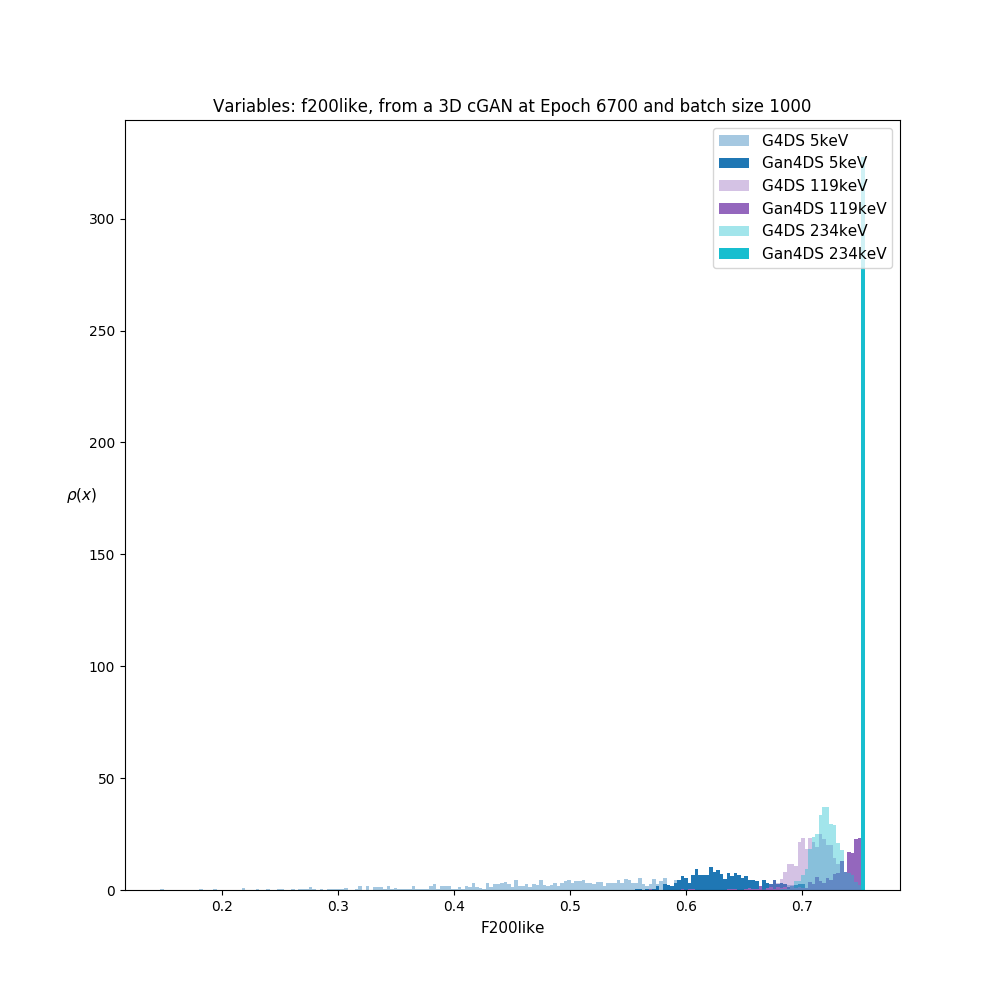 Variables: f200like, from a 3D cGAN at Epoch 6700 and batch size 1000
G4DS 5keV
Gan4DS 5keV
G4DS 119keV
Gan4DS 119keV
G4DS 234keV
Gan4DS 234keV
300
250
200
ρ(x)
150
100
50
0
0.2 0.3 0.4 0.5 0.6 0.7
F200like